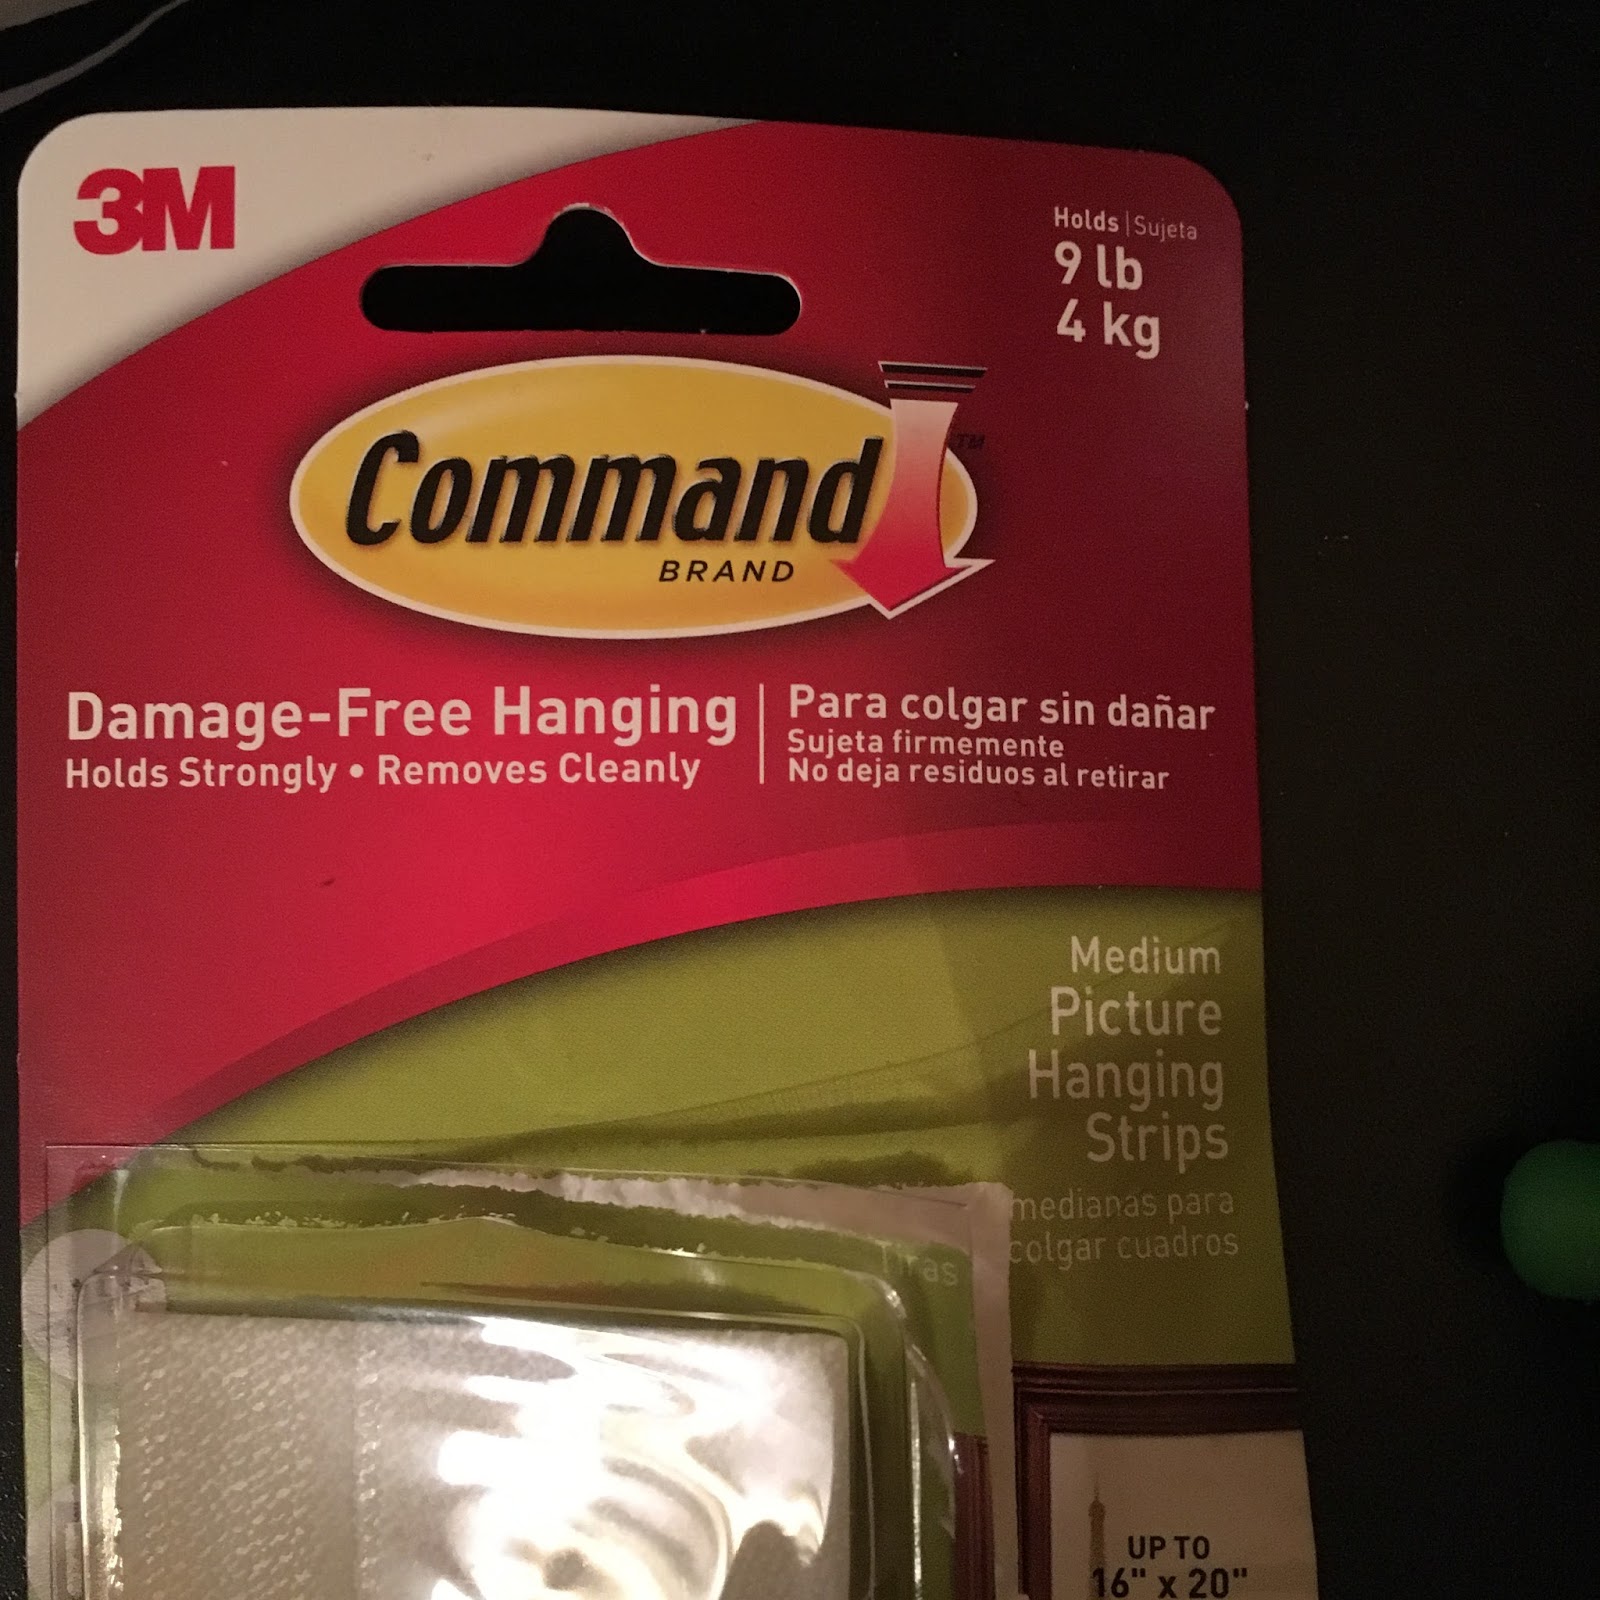 3M
Holds | Sujeta
9 lb
4 kg
Command™
BRAND
Damage-Free Hanging
Holds Strongly • Removes Cleanly
Para colgar sin dañar
Sujeta firmemente
No deja residuos al retirar
Medium
Picture
Hanging
Strips
Tiras medianas para
colgar cuadros
UP TO
16" x 20"